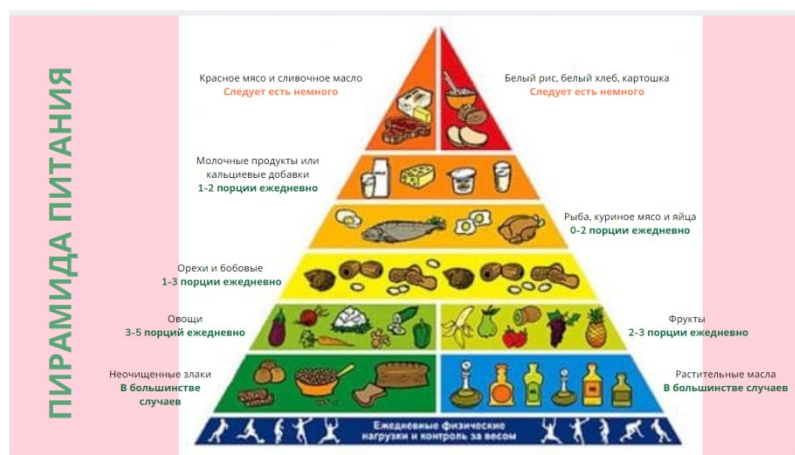 ПИРАМИДА ПИТАНИЯ
Красное мясо и сливочное масло
Следует есть немного
Белый рис, белый хлеб, картошка
Следует есть немного
Молочные продукты или
кальциевые добавки
1-2 порции ежедневно
Рыба, куриное мясо и яйца
0-2 порции ежедневно
Орехи и бобовые
1-3 порции ежедневно
Овощи
3-5 порций ежедневно
Фрукты
2-3 порции ежедневно
Неочищенные злаки
В большинстве
случаев
Растительные масла
В большинстве случаев
Ежедневные физические
нагрузки и контроль за весом